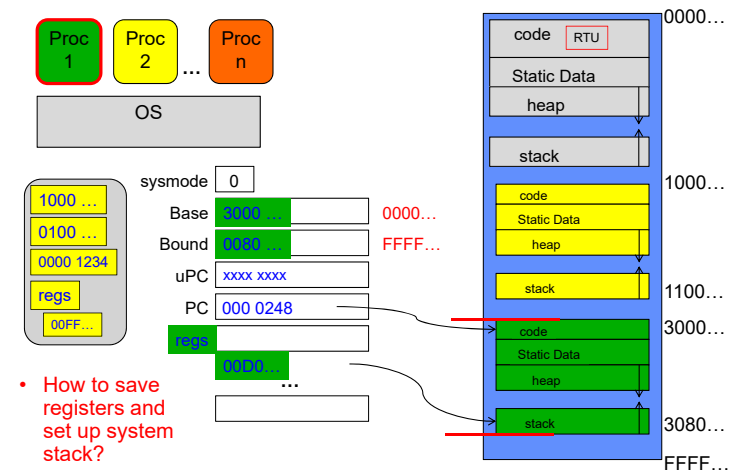 Proc
1
Proc
2
...
Proc
n
OS
1000 …
0100 …
0000 1234
regs
00FF…
• How to save
registers and
set up system
stack?
sysmode 0
Base 3000 … 0000…
Bound 0080 … FFFF…
uPC xxxx xxxx
PC 000 0248
regs
00D0…
…
code RTU
Static Data
heap
stack
code
Static Data
heap
stack
code
Static Data
heap
stack
0000…
1000…
1100…
3000…
3080…
FFFF…